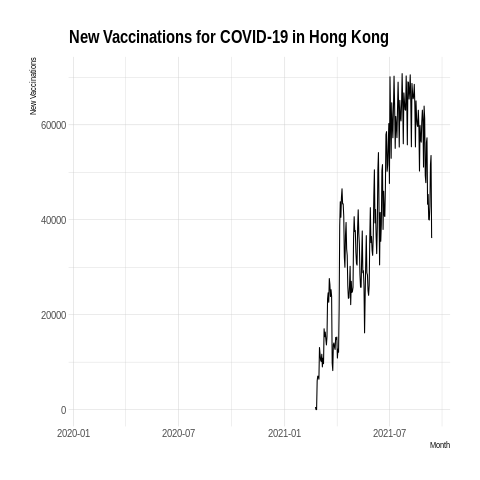 New Vaccinations for COVID-19 in Hong Kong
New Vaccinations
60000
40000
20000
0
2020-01 2020-07 2021-01 2021-07
Month